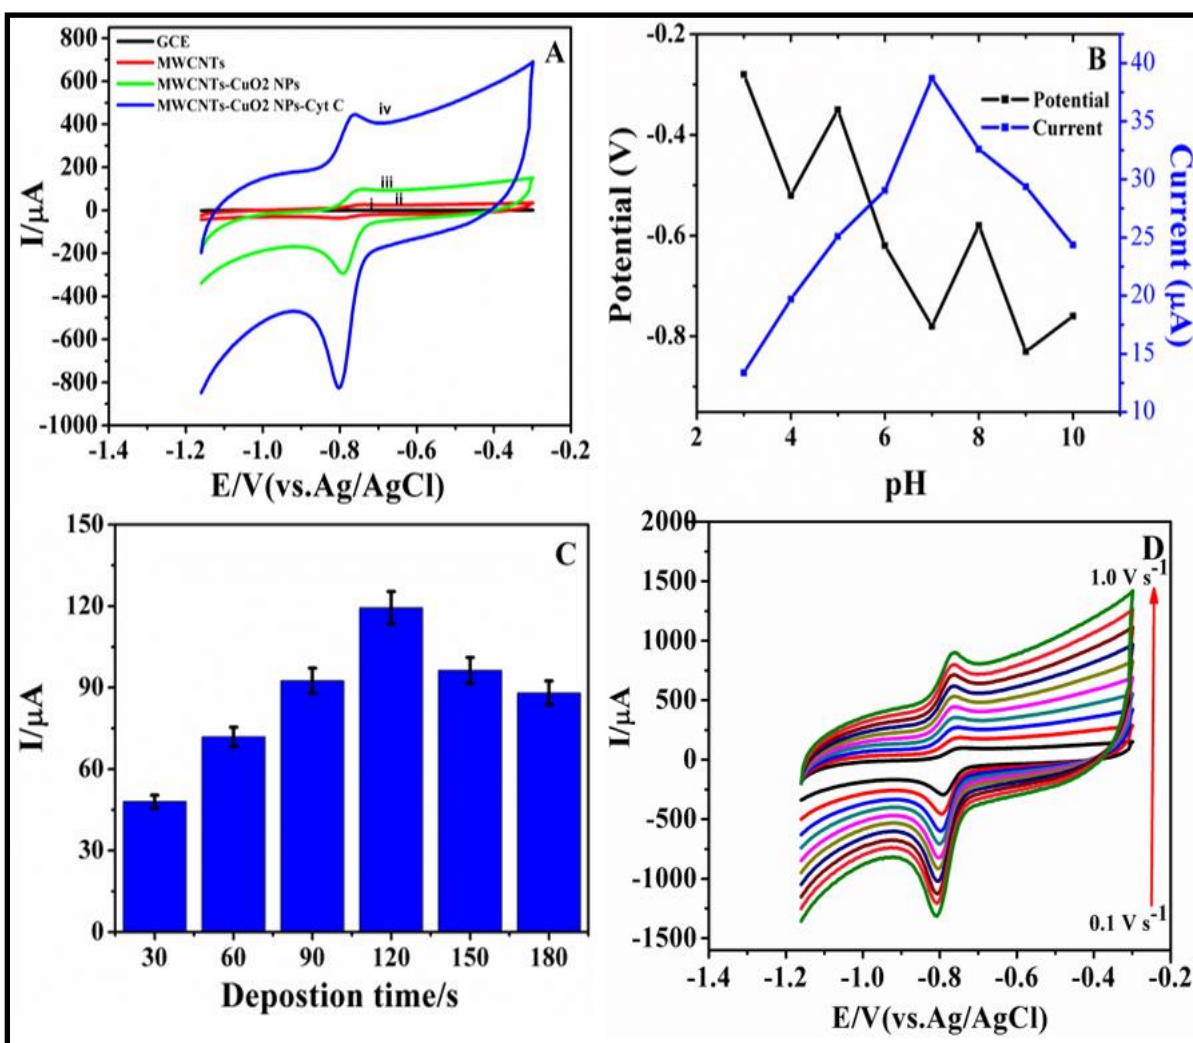 A
GCE
MWCNTs
MWCNTs-CuO2 NPs
MWCNTs-CuO2 NPs-Cyt C
iv
iii
ii
i
800
600
400
200
0
-200
-400
-600
-800
-1000
I/µA
-1.4 -1.2 -1.0 -0.8 -0.6 -0.4 -0.2
E/V(vs.Ag/AgCl)
B
Potential
Current
-0.2
-0.4
-0.6
-0.8
Potential (V)
40
35
30
25
20
15
10
Current (µA)
2 4 6 8 10
pH
C
150
120
90
60
30
0
I/µA
30 60 90 120 150 180
Depostion time/s
D
1.0 V s-1
0.1 V s-1
2000
1500
1000
500
0
-500
-1000
-1500
I/µA
-1.4 -1.2 -1.0 -0.8 -0.6 -0.4 -0.2
E/V(vs.Ag/AgCl)